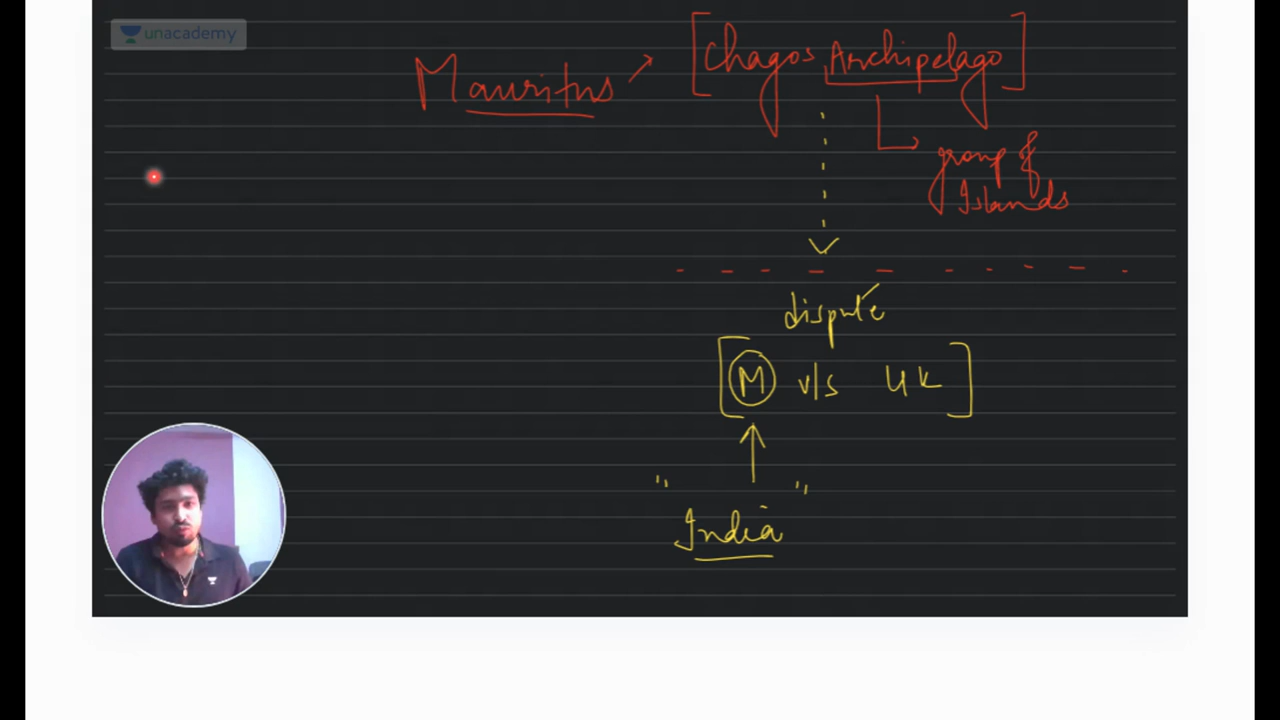 unacademy
Mauritus → [Chagos Archipelago]
group of
Islands
dispute
[M v/s UK]
"India"